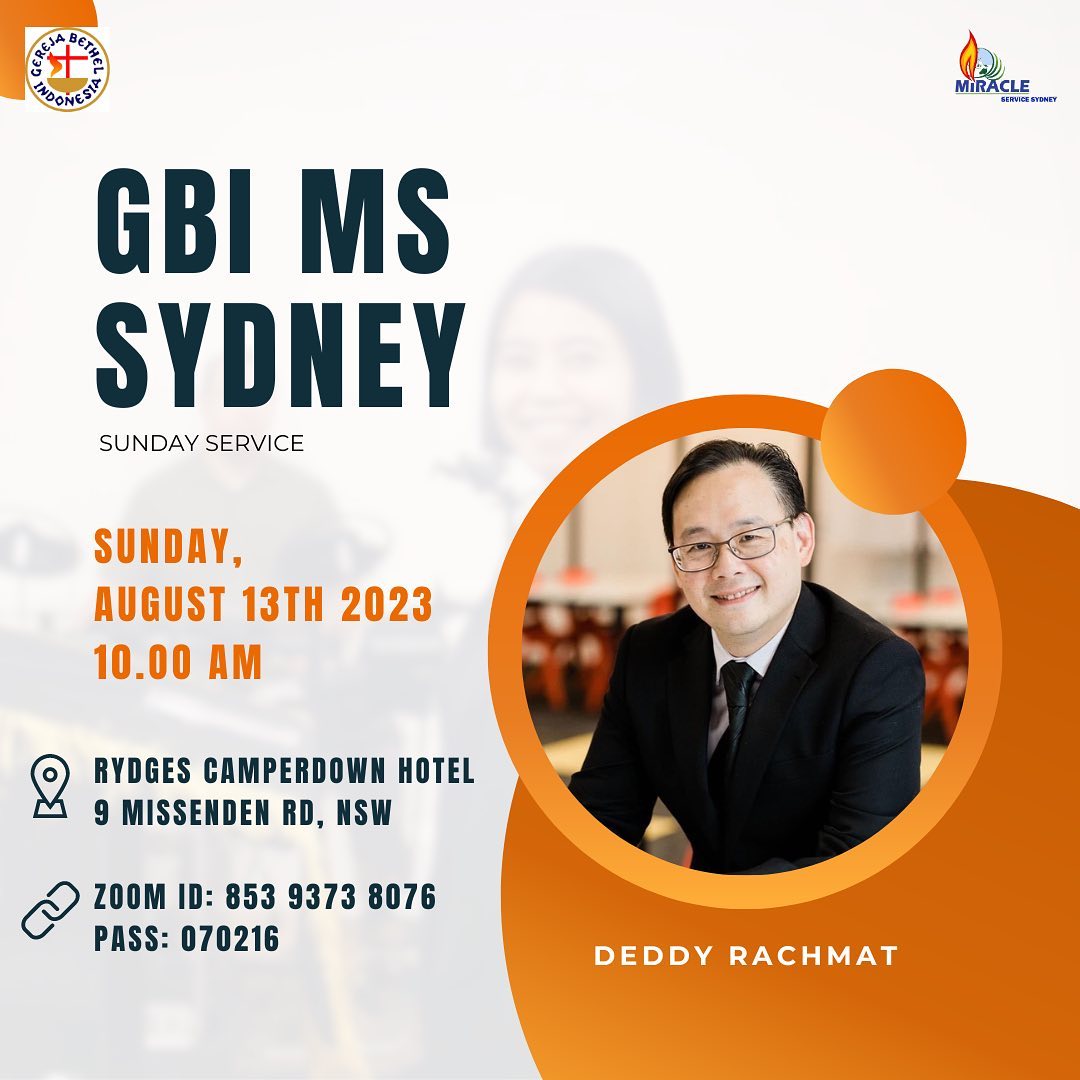 GEREJA BETHEL INDONESIA
MiRACLE
SERVICE SYDNEY
GBI MS
SYDNEY
SUNDAY SERVICE
SUNDAY,
AUGUST 13TH 2023
10.00 AM
RYDGES CAMPERDOWN HOTEL
9 MISSENDEN RD, NSW
ZOOM ID: 853 9373 8076
PASS: 070216
DEDDY RACHMAT